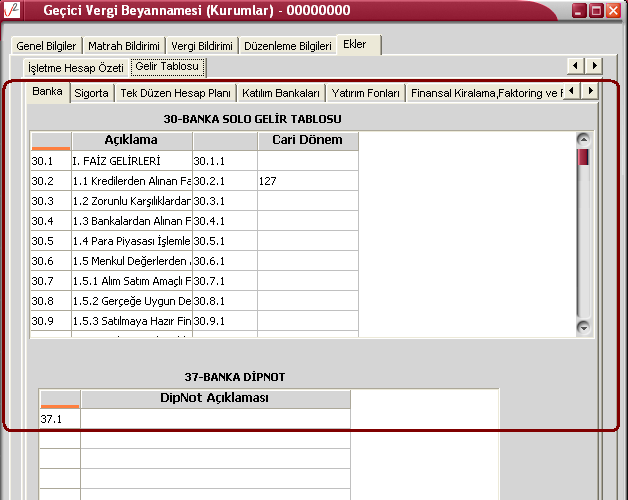 Geçici Vergi Beyannamesi (Kurumlar) - 00000000
Genel Bilgiler Matrah Bildirimi Vergi Bildirimi Düzenleme Bilgileri Ekler
İşletme Hesap Özeti Gelir Tablosu
Banka Sigorta Tek Düzen Hesap Planı Katılım Bankaları Yatırım Fonları Finansal Kiralama,Faktoring ve
30-BANKA SOLO GELİR TABLOSU
Açıklama Cari Dönem
30.1 I. FAİZ GELİRLERİ 30.1.1
30.2 1.1 Kredilerden Alınan Fa 30.2.1 127
30.3 1.2 Zorunlu Karşılıklardan 30.3.1
30.4 1.3 Bankalardan Alınan F 30.4.1
30.5 1.4 Para Piyasası İşlemle 30.5.1
30.6 1.5 Menkul Değerlerden 30.6.1
30.7 1.5.1 Alım Satım Amaçlı F 30.7.1
30.8 1.5.2 Gerçeğe Uygun De 30.8.1
30.9 1.5.3 Satılmaya Hazır Fin 30.9.1
37-BANKA DİPNOT
DipNot Açıklaması
37.1